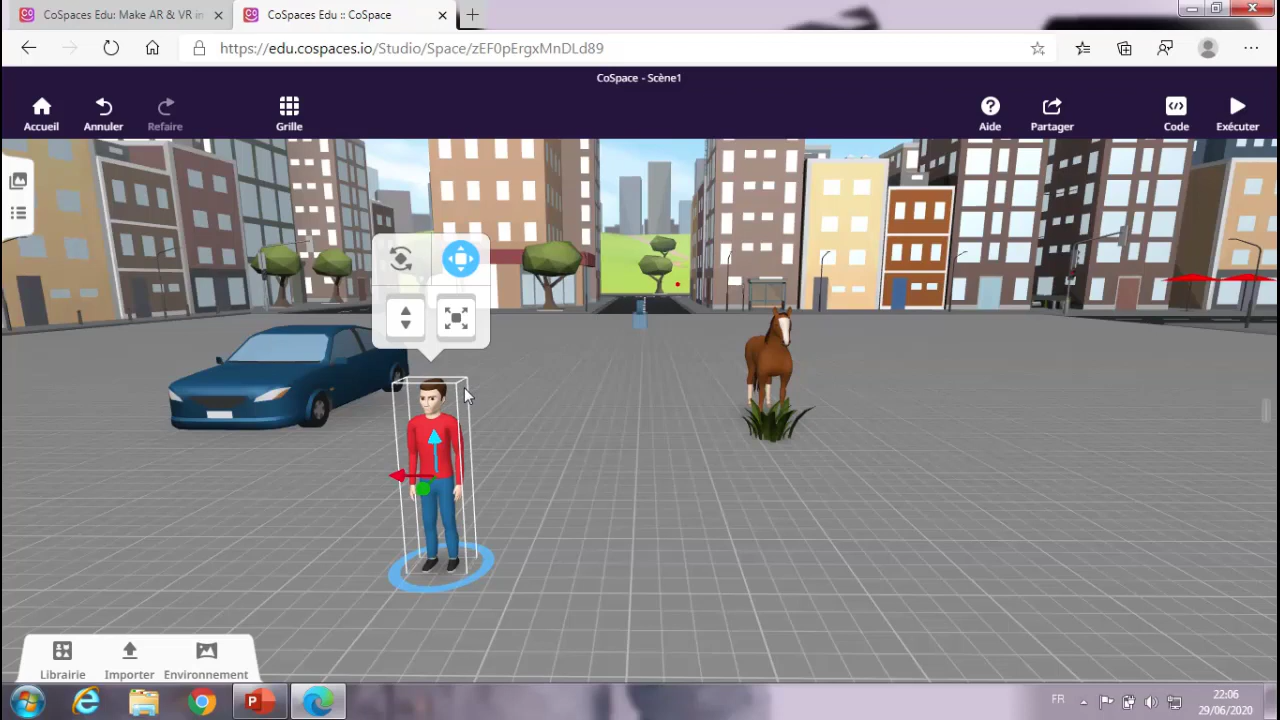 CoSpaces Edu: Make AR & VR in
CoSpaces Edu :: CoSpace
https://edu.cospaces.io/Studio/Space/zEF0pErgxMnDLd89
CoSpace - Scène1
Accueil
Annuler
Refaire
Grille
Aide
Partager
Code
Exécuter
Librairie
Importer
Environnement
FR
22:06
29/06/2020